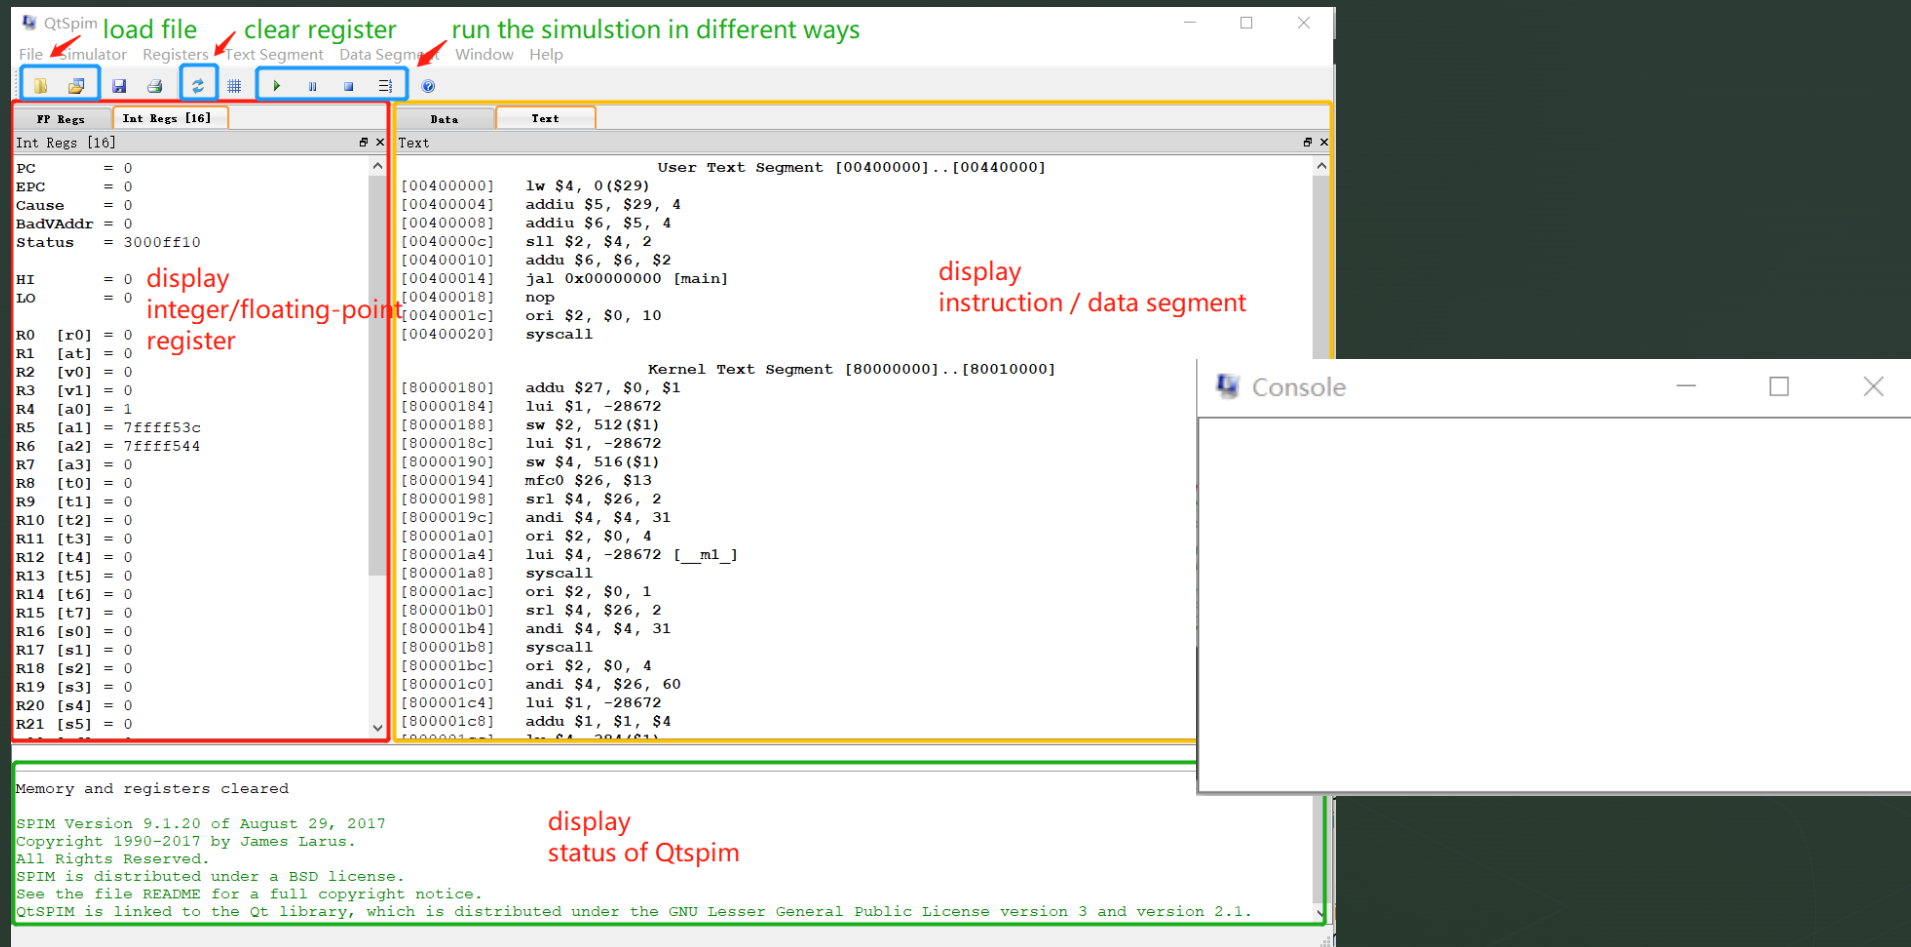 QtSpim
load file
clear register
run the simulstion in different ways
File Simulator Registers Text Segment Data Segment Window Help
FP Regs Int Regs [16]
Data Text
Int Regs [16]
Text
PC = 0
EPC = 0
Cause = 0
BadVAddr = 0
Status = 3000ff10
HI = 0
LO = 0
R0 [r0] = 0
R1 [at] = 0
R2 [v0] = 0
R3 [v1] = 0
R4 [a0] = 1
R5 [a1] = 7ffff53c
R6 [a2] = 7ffff544
R7 [a3] = 0
R8 [t0] = 0
R9 [t1] = 0
R10 [t2] = 0
R11 [t3] = 0
R12 [t4] = 0
R13 [t5] = 0
R14 [t6] = 0
R15 [t7] = 0
R16 [s0] = 0
R17 [s1] = 0
R18 [s2] = 0
R19 [s3] = 0
R20 [s4] = 0
R21 [s5] = 0
display
integer/floating-point
register
User Text Segment [00400000]..[00440000]
[00400000] lw $4, 0($29)
[00400004] addiu $5, $29, 4
[00400008] addiu $6, $5, 4
[0040000c] sll $2, $4, 2
[00400010] addu $6, $6, $2
[00400014] jal 0x00000000 [main]
[00400018] nop
[0040001c] ori $2, $0, 10
[00400020] syscall
Kernel Text Segment [80000000]..[80010000]
[80000180] addu $27, $0, $1
[80000184] lui $1, -28672
[80000188] sw $2, 512($1)
[8000018c] lui $1, -28672
[80000190] sw $4, 516($1)
[80000194] mfc0 $26, $13
[80000198] srl $4, $26, 2
[8000019c] andi $4, $4, 31
[800001a0] ori $2, $0, 4
[800001a4] lui $4, -28672 [__m1_]
[800001a8] syscall
[800001ac] ori $2, $0, 1
[800001b0] srl $4, $26, 2
[800001b4] andi $4, $4, 31
[800001b8] syscall
[800001bc] ori $2, $0, 4
[800001c0] andi $4, $26, 60
[800001c4] lui $1, -28672
[800001c8] addu $1, $1, $4
display
instruction / data segment
Console
Memory and registers cleared
SPIM Version 9.1.20 of August 29, 2017
Copyright 1990-2017 by James Larus.
All Rights Reserved.
SPIM is distributed under a BSD license.
See the file README for a full copyright notice.
QtSPIM is linked to the Qt library, which is distributed under the GNU Lesser General Public License version 3 and version 2.1.
display
status of Qtspim